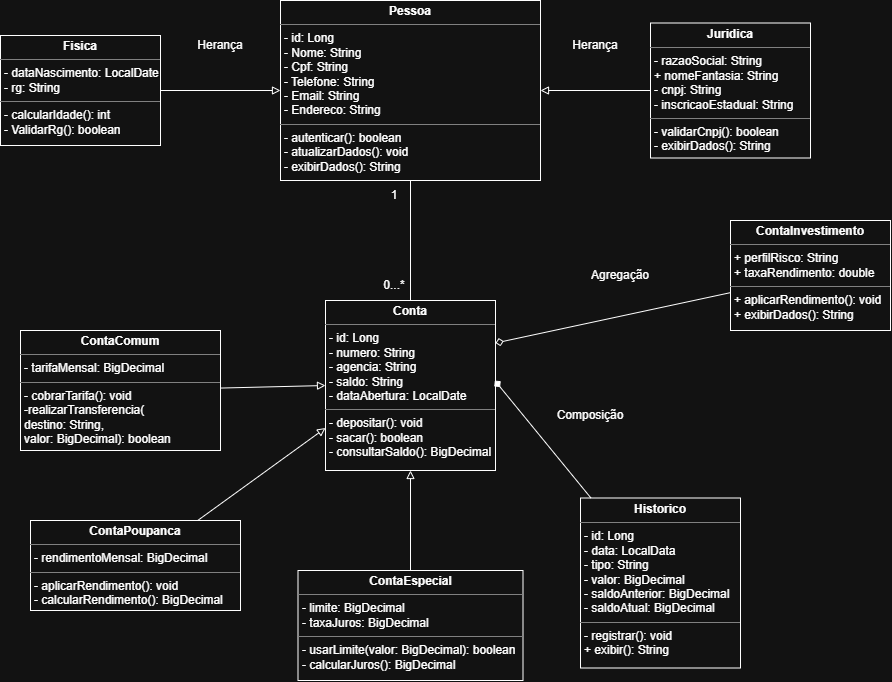 Pessoa
- id: Long
- Nome: String
- Cpf: String
- Telefone: String
- Email: String
- Endereco: String
- autenticar(): boolean
- atualizarDados(): void
- exibirDados(): String
Fisica
- dataNascimento: LocalDate
- rg: String
- calcularIdade(): int
- ValidarRg(): boolean
Herança
Herança
Juridica
- razaoSocial: String
+ nomeFantasia: String
- cnpj: String
- inscricaoEstadual: String
- validarCnpj(): boolean
- exibirDados(): String
1
0...*
Agregação
ContaInvestimento
+ perfilRisco: String
+ taxaRendimento: double
+ aplicarRendimento(): void
+ exibirDados(): String
Conta
- id: Long
- numero: String
- agencia: String
- saldo: String
- dataAbertura: LocalDate
- depositar(): void
- sacar(): boolean
- consultarSaldo(): BigDecimal
ContaComum
- tarifaMensal: BigDecimal
- cobrarTarifa(): void
-realizarTransferencia(
destino: String,
valor: BigDecimal): boolean
Composição
ContaPoupanca
- rendimentoMensal: BigDecimal
- aplicarRendimento(): void
- calcularRendimento(): BigDecimal
ContaEspecial
- limite: BigDecimal
- taxaJuros: BigDecimal
- usarLimite(valor: BigDecimal): boolean
- calcularJuros(): BigDecimal
Historico
- id: Long
- data: LocalData
- tipo: String
- valor: BigDecimal
- saldoAnterior: BigDecimal
- saldoAtual: BigDecimal
- registrar(): void
+ exibir(): String